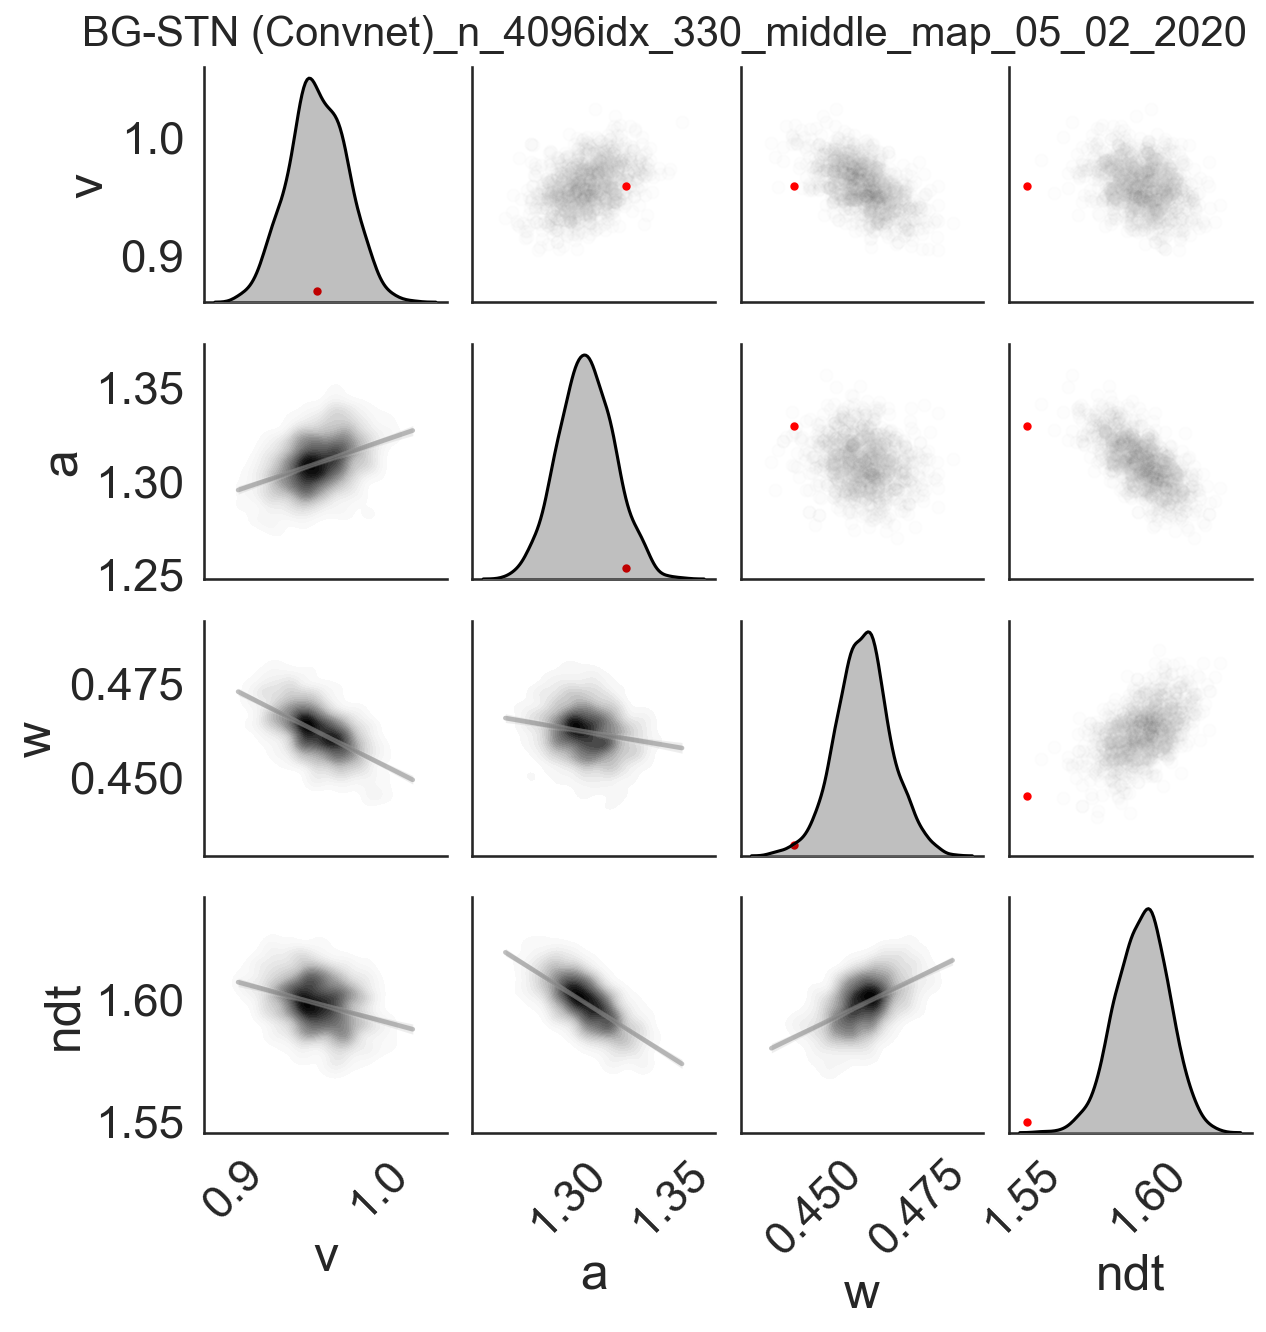 BG-STN (Convnet)_n_4096idx_330_middle_map_05_02_2020
v
1.0
0.9
a
1.35
1.30
1.25
w
0.475
0.450
ndt
1.60
1.55
0.9 1.0 1.30 1.35 0.450 0.475 1.55 1.60
v a w ndt